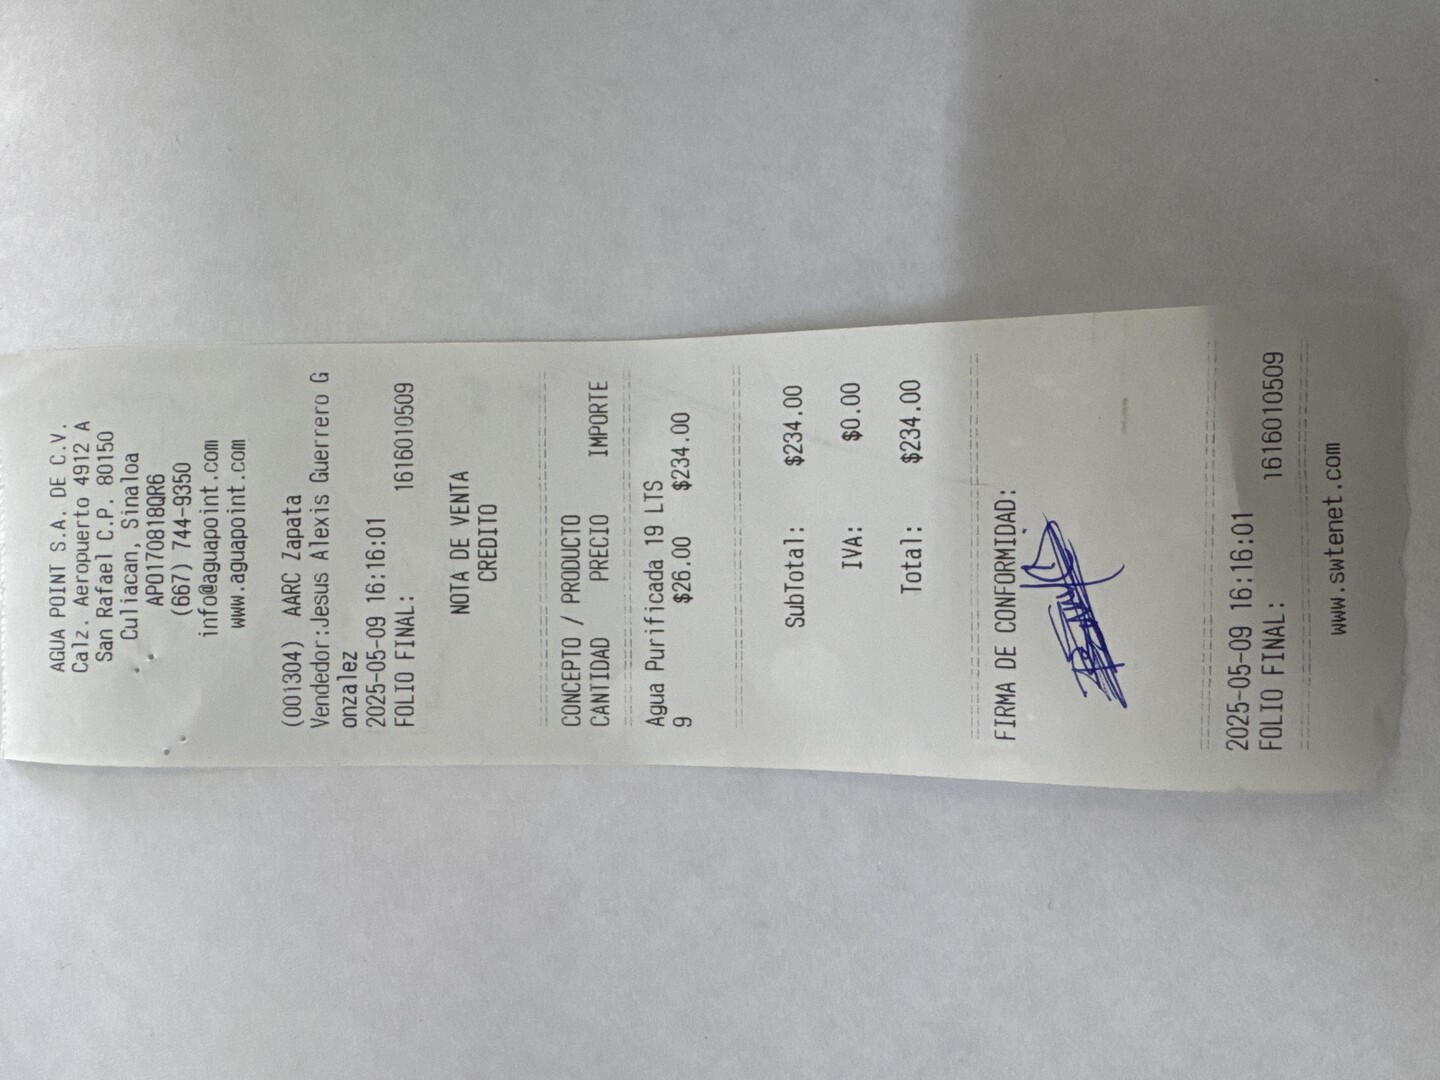 AGUA POINT S.A. DE C.V.
Calz. Aeropuerto 4912 A
San Rafael C.P. 80150
Culiacan, Sinaloa
APO170818QR6
(667) 744-9350
info@aguapoint.com
www.aguapoint.com
(001304) AARC Zapata
Vendedor:Jesus Alexis Guerrero G
onzalez
2025-05-09 16:16:01
FOLIO FINAL: 1616010509
NOTA DE VENTA
CREDITO
CONCEPTO / PRODUCTO
CANTIDAD PRECIO IMPORTE
Agua Purificada 19 LTS
9 $26.00 $234.00
SubTotal: $234.00
IVA: $0.00
Total: $234.00
FIRMA DE CONFORMIDAD:
2025-05-09 16:16:01
FOLIO FINAL: 1616010509
www.swtenet.com